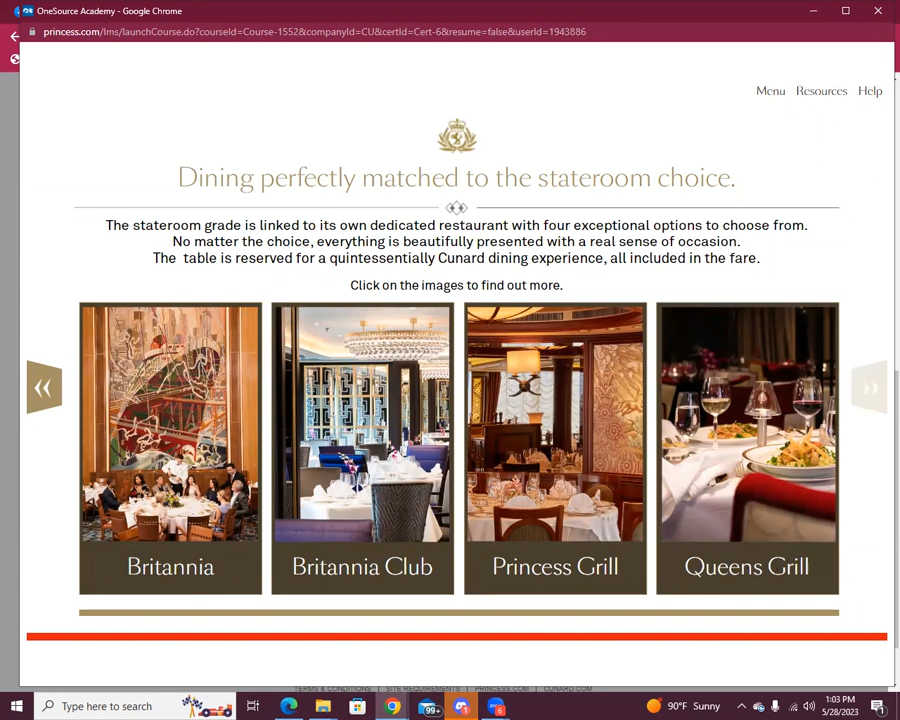 OneSource Academy - Google Chrome
princess.com/lms/launchCourse.do?courseId=Course-1552&companyId=CU&certId=Cert-6&resume=false&userId=1943886
Menu Resources Help
Dining perfectly matched to the stateroom choice.
The stateroom grade is linked to its own dedicated restaurant with four exceptional options to choose from.
No matter the choice, everything is beautifully presented with a real sense of occasion.
The table is reserved for a quintessentially Cunard dining experience, all included in the fare.
Click on the images to find out more.
Britannia Britannia Club Princess Grill Queens Grill
TERMS & CONDITIONS | SITE REQUIREMENTS | PRINCESS.COM | CUNARD.COM
Type here to search 99+ 1 6 90°F Sunny 1:03 PM
5/28/2023 1